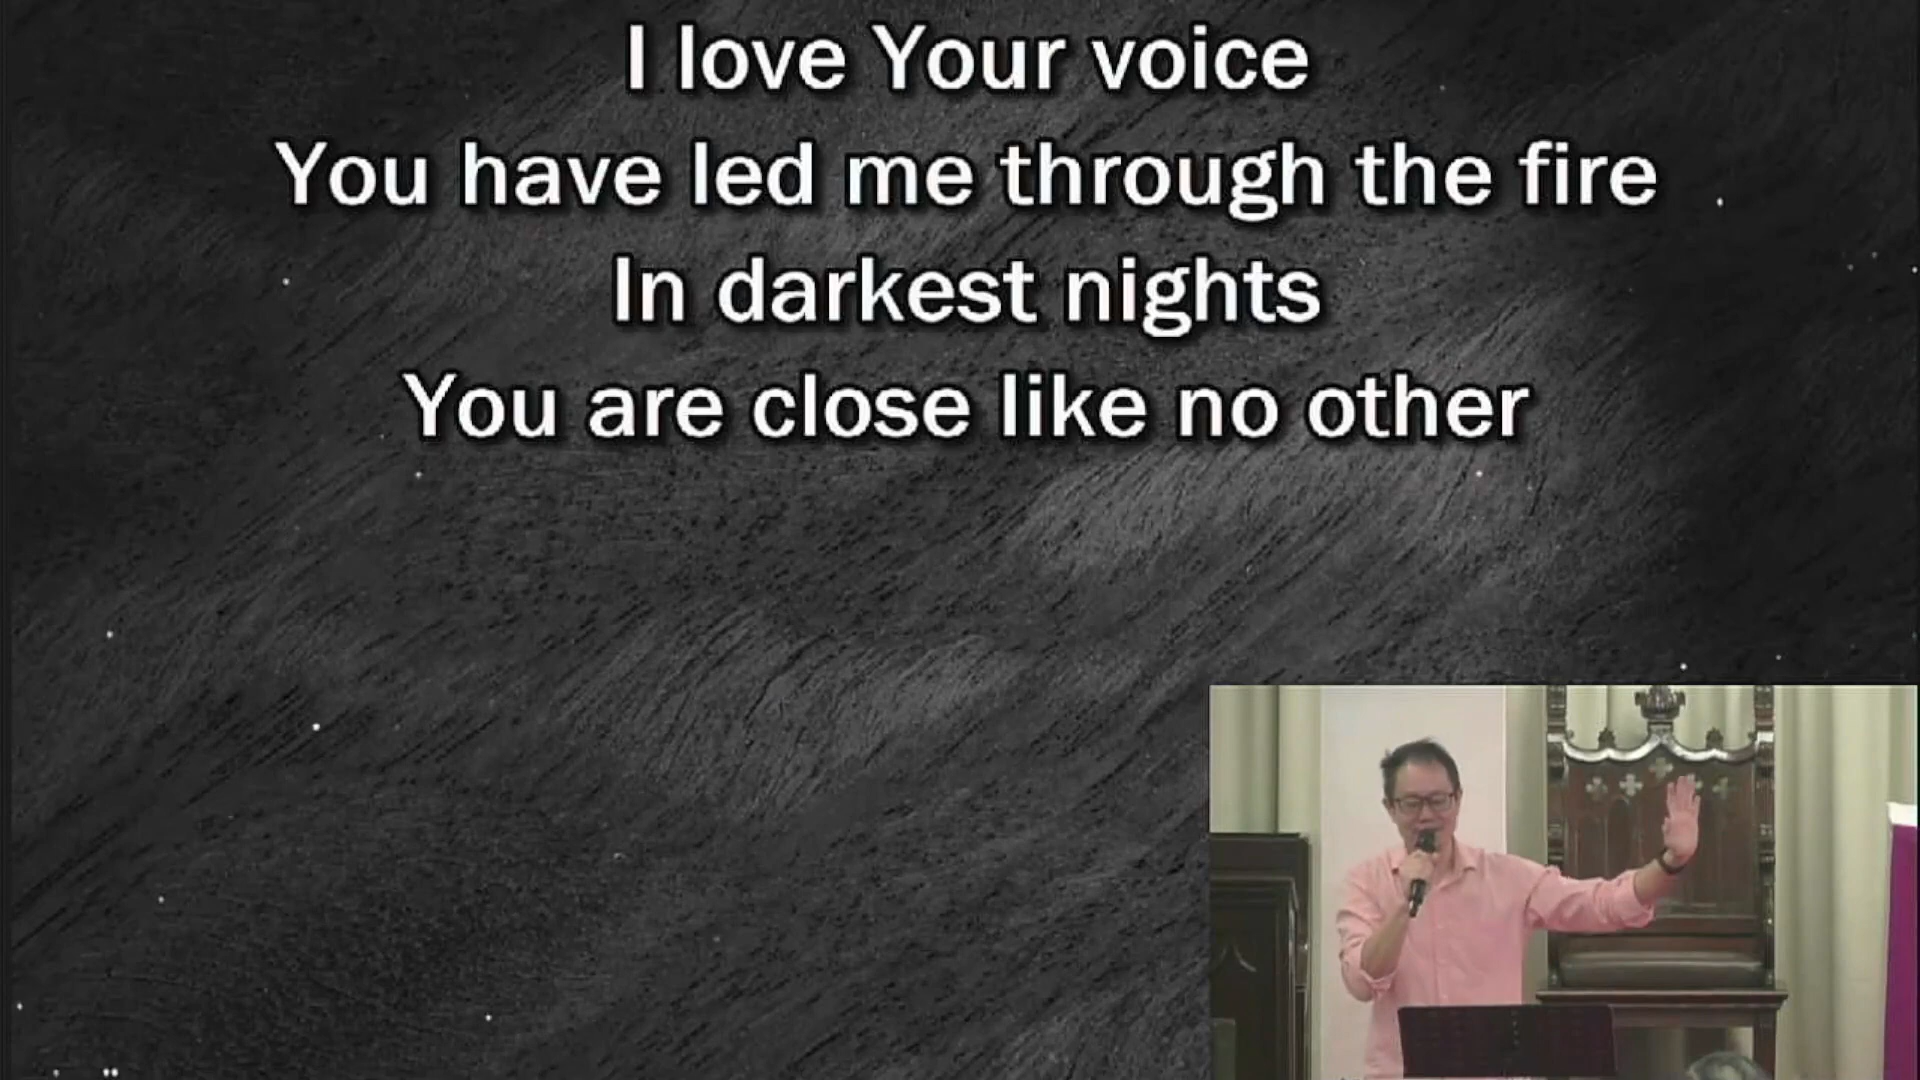 I love Your voice
You have led me through the fire
In darkest nights
You are close like no other